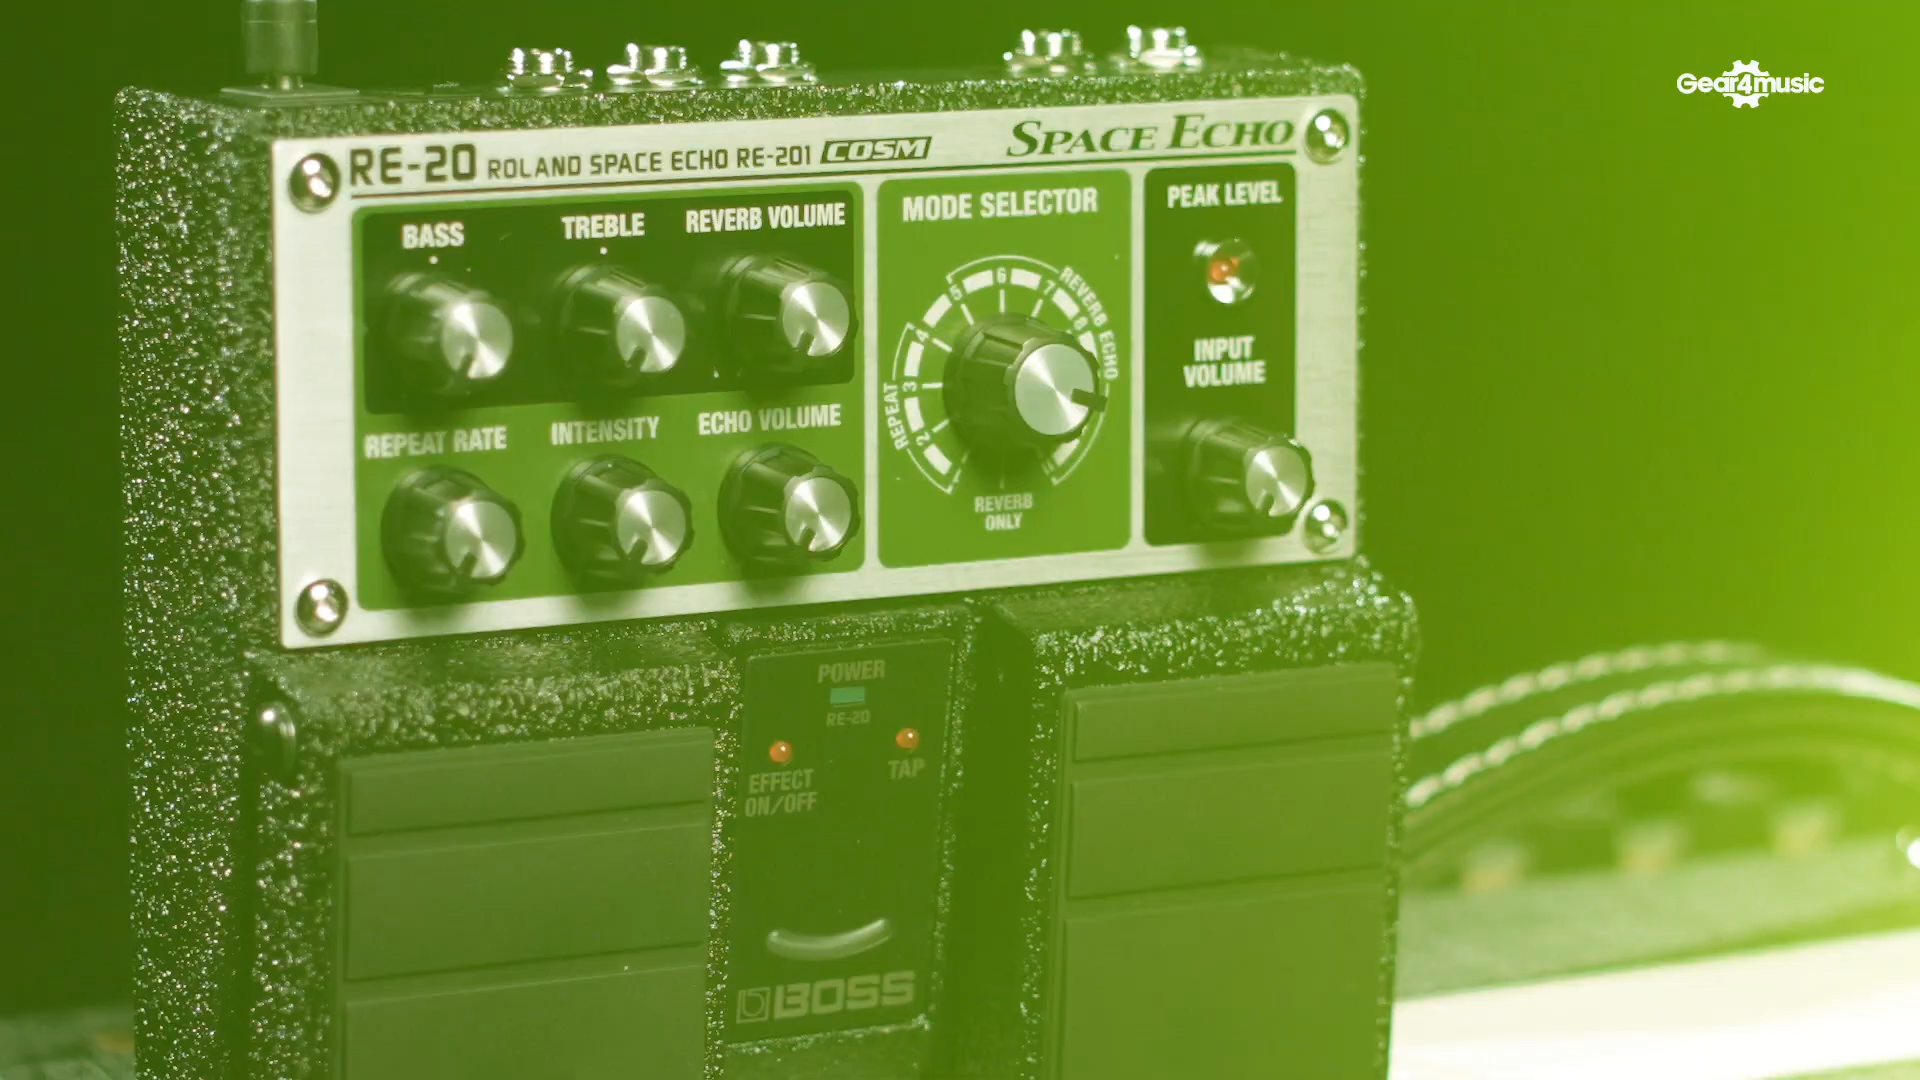 Gear4music
RE-20 ROLAND SPACE ECHO RE-201 COSM
SPACE ECHO
BASS
TREBLE
REVERB VOLUME
MODE SELECTOR
PEAK LEVEL
REPEAT RATE
INTENSITY
ECHO VOLUME
REPEAT
2
3
4
5
6
7
8
REVERB ECHO
REVERB
ONLY
INPUT
VOLUME
POWER
RE-20
EFFECT
ON/OFF
TAP
BOSS